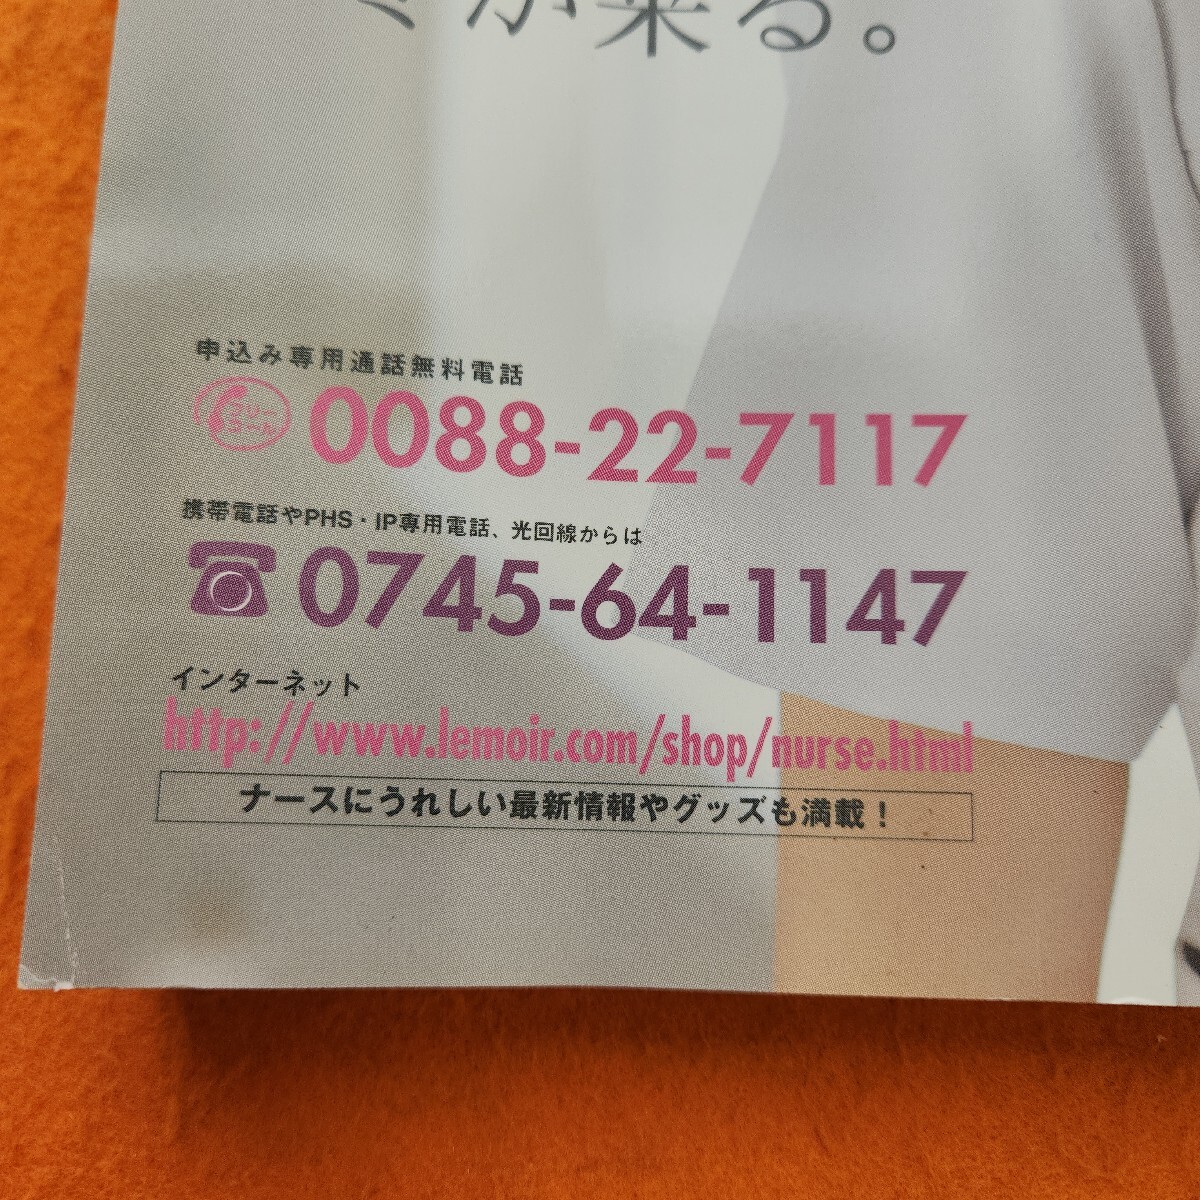 が来る。
申込み専用通話無料電話
フリーコール 0088-22-7117
携帯電話やPHS・IP専用電話、光回線からは
0745-64-1147
インターネット
http://www.lemoir.com/shop/nurse.html
ナースにうれしい最新情報やグッズも満載！